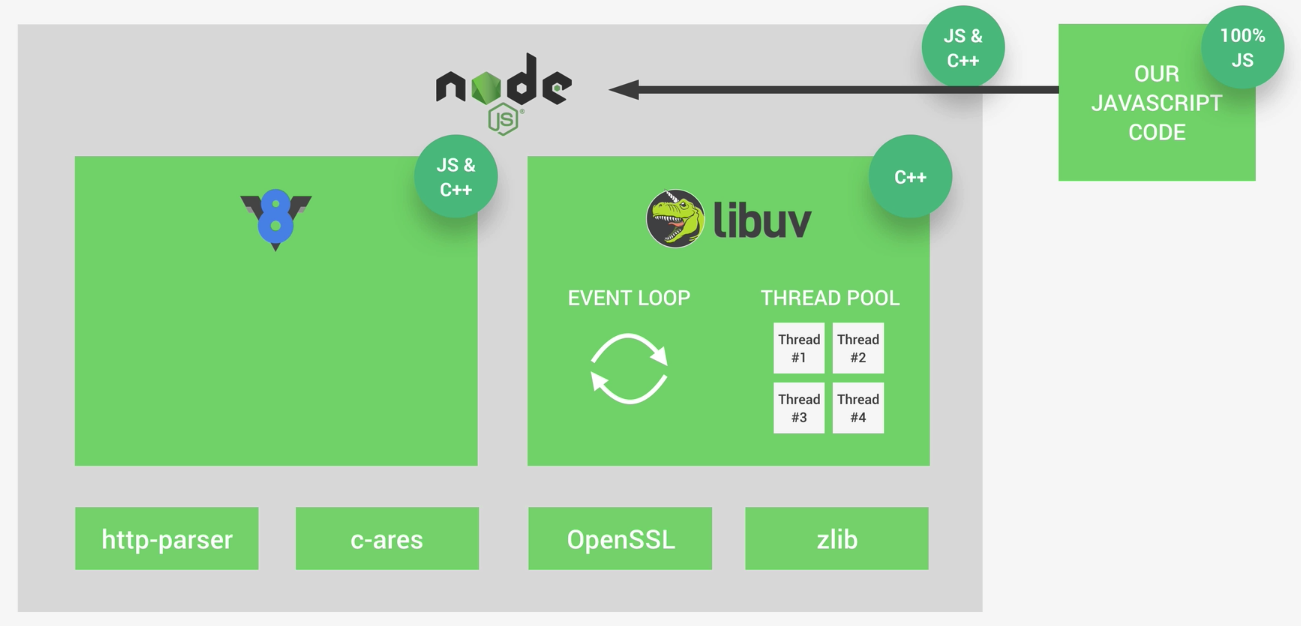 node
JS
®
JS &
C++
100%
JS
OUR
JAVASCRIPT
CODE
JS &
C++
8
C++
libuv
EVENT LOOP
THREAD POOL
Thread
#1
Thread
#2
Thread
#3
Thread
#4
http-parser
c-ares
OpenSSL
zlib